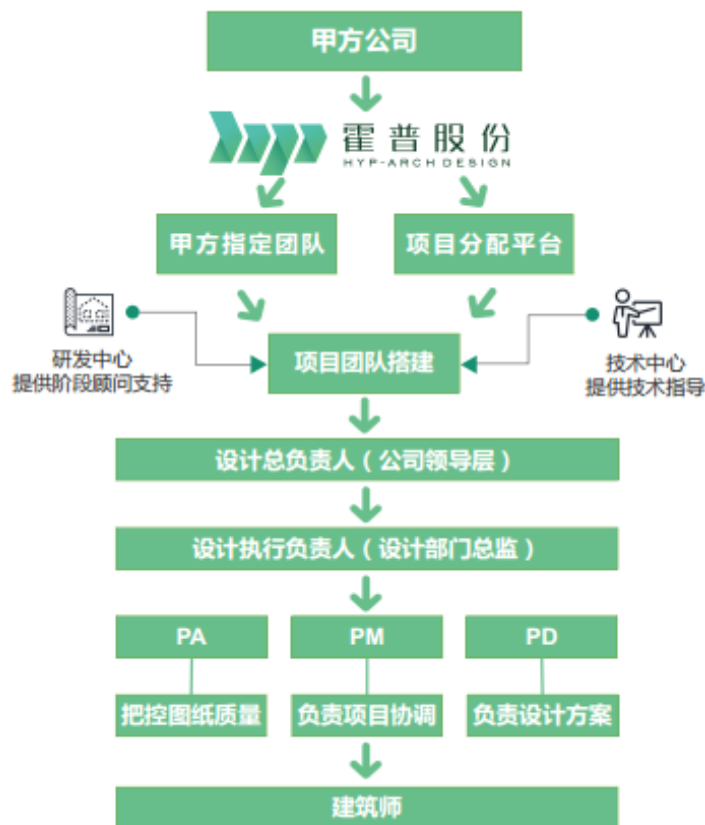 甲方公司
霍普股份
HYP-ARCH DESIGN
甲方指定团队
项目分配平台
研发中心
提供阶段顾问支持
项目团队搭建
技术中心
提供技术指导
设计总负责人（公司领导层）
设计执行负责人（设计部门总监）
PA
PM
PD
把控图纸质量
负责项目协调
负责设计方案
建筑师